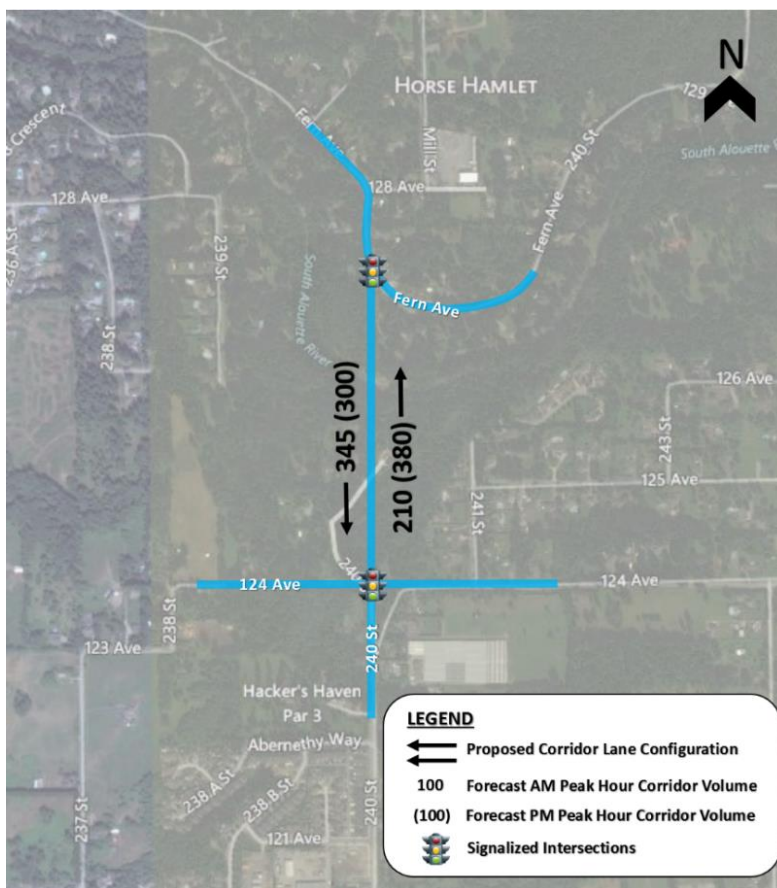 N
HORSE HAMLET
129
Crescent
Fern Ave
Mill St
240 St
South Alouette
128 Ave
128 Ave
236 A St
239 St
Fern Ave
South Alouette River
Fern Ave
238 St
345 (300)
210 (380)
126 Ave
243 St
125 Ave
241 St
240
124 Ave
124 Ave
238 St
123 Ave
240 St
Hacker's Haven
Par 3
Abernethy Way
238 A St
238 B St
240 St
237 St
121 Ave
LEGEND
Proposed Corridor Lane Configuration
100 Forecast AM Peak Hour Corridor Volume
(100) Forecast PM Peak Hour Corridor Volume
Signalized Intersections